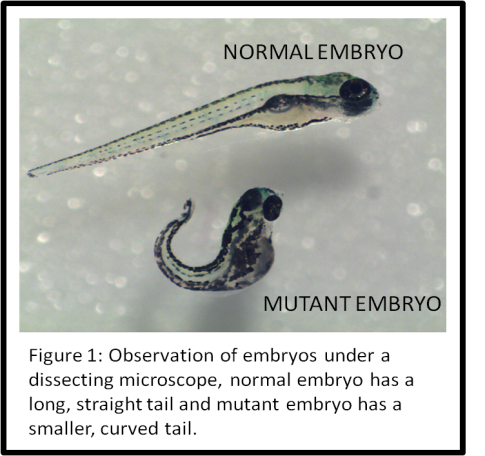 NORMAL EMBRYO
MUTANT EMBRYO
Figure 1: Observation of embryos under a
dissecting microscope, normal embryo has a
long, straight tail and mutant embryo has a
smaller, curved tail.